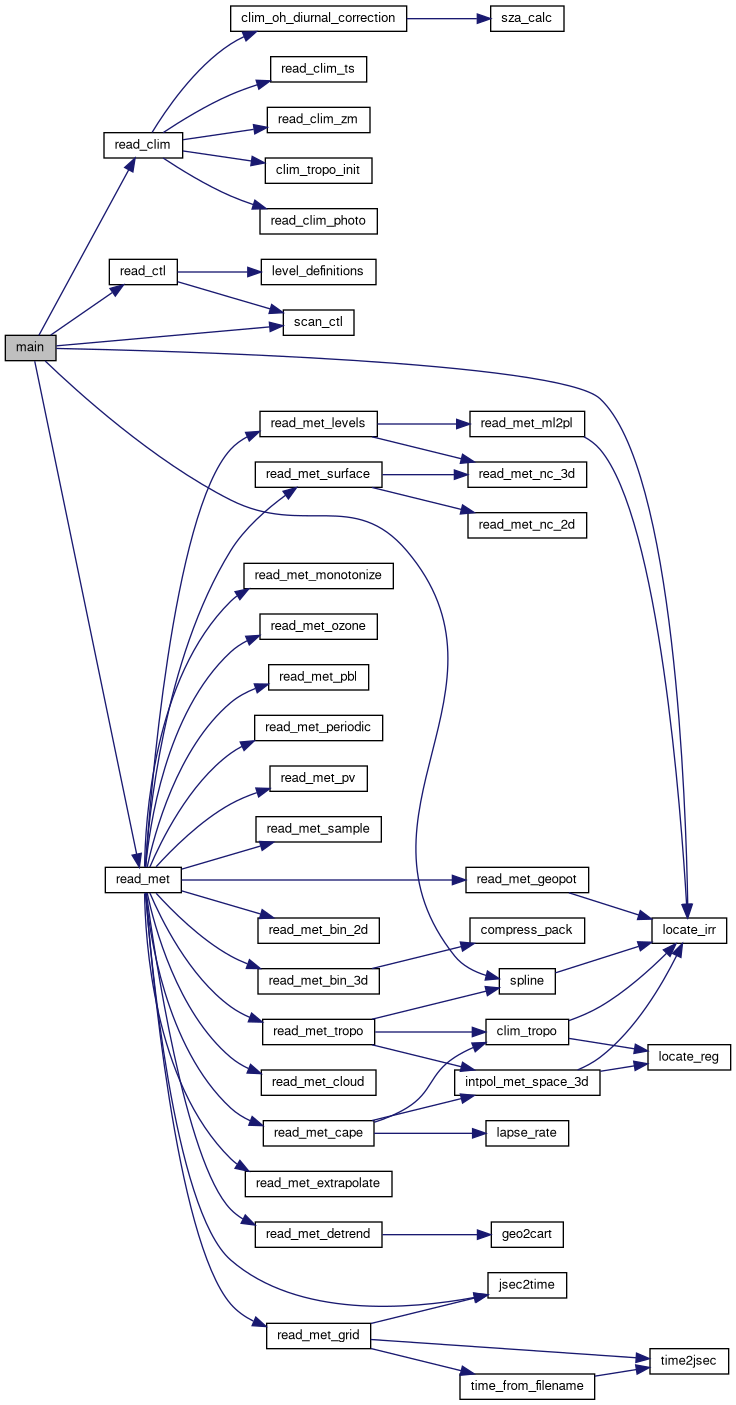 clim_oh_diurnal_correction
sza_calc
read_clim_ts
read_clim_zm
read_clim
clim_tropo_init
read_clim_photo
read_ctl
level_definitions
scan_ctl
main
read_met_levels
read_met_ml2pl
read_met_surface
read_met_nc_3d
read_met_nc_2d
read_met_monotonize
read_met_ozone
read_met_pbl
read_met_periodic
read_met_pv
read_met_sample
read_met
read_met_geopot
read_met_bin_2d
compress_pack
locate_irr
read_met_bin_3d
spline
read_met_tropo
clim_tropo
locate_reg
read_met_cloud
intpol_met_space_3d
read_met_cape
lapse_rate
read_met_extrapolate
read_met_detrend
geo2cart
jsec2time
read_met_grid
time2jsec
time_from_filename